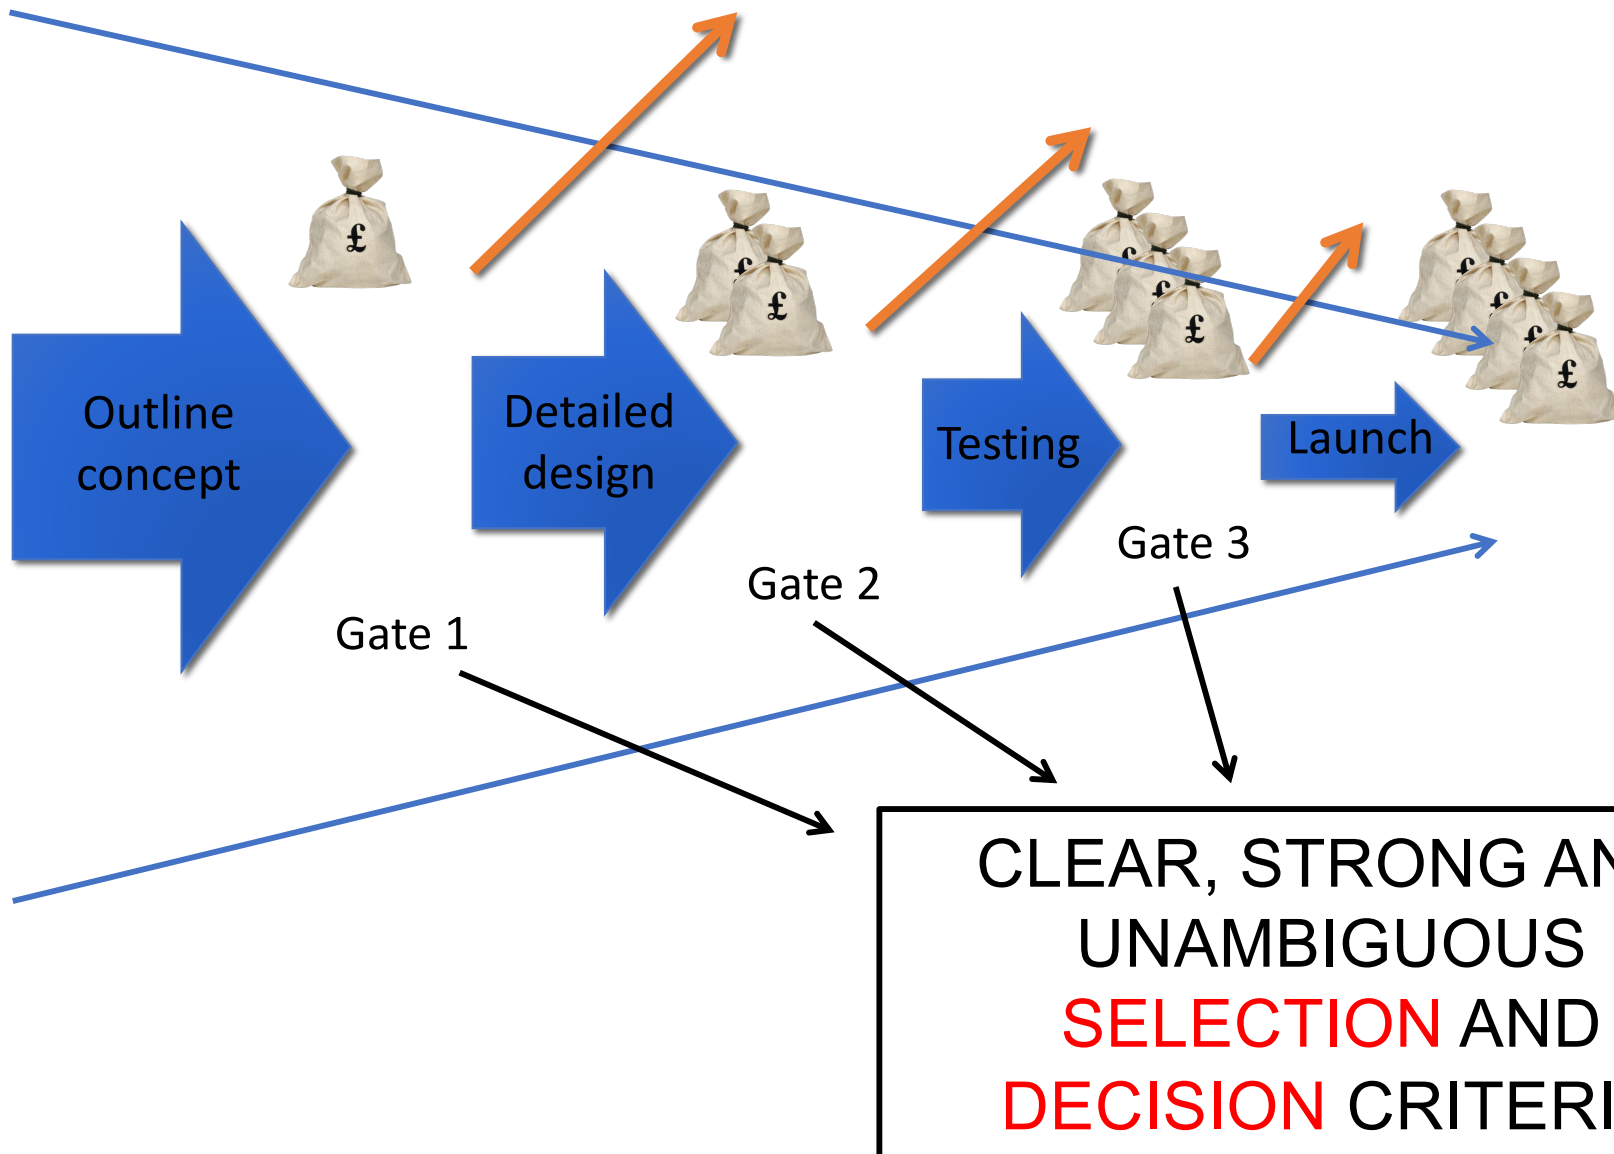 £
£
£
£
£
£
£
£
£
£
Outline
concept
Detailed
design
Testing
Launch
Gate 1
Gate 2
Gate 3
CLEAR, STRONG AN
UNAMBIGUOUS
SELECTION AND
DECISION CRITERI